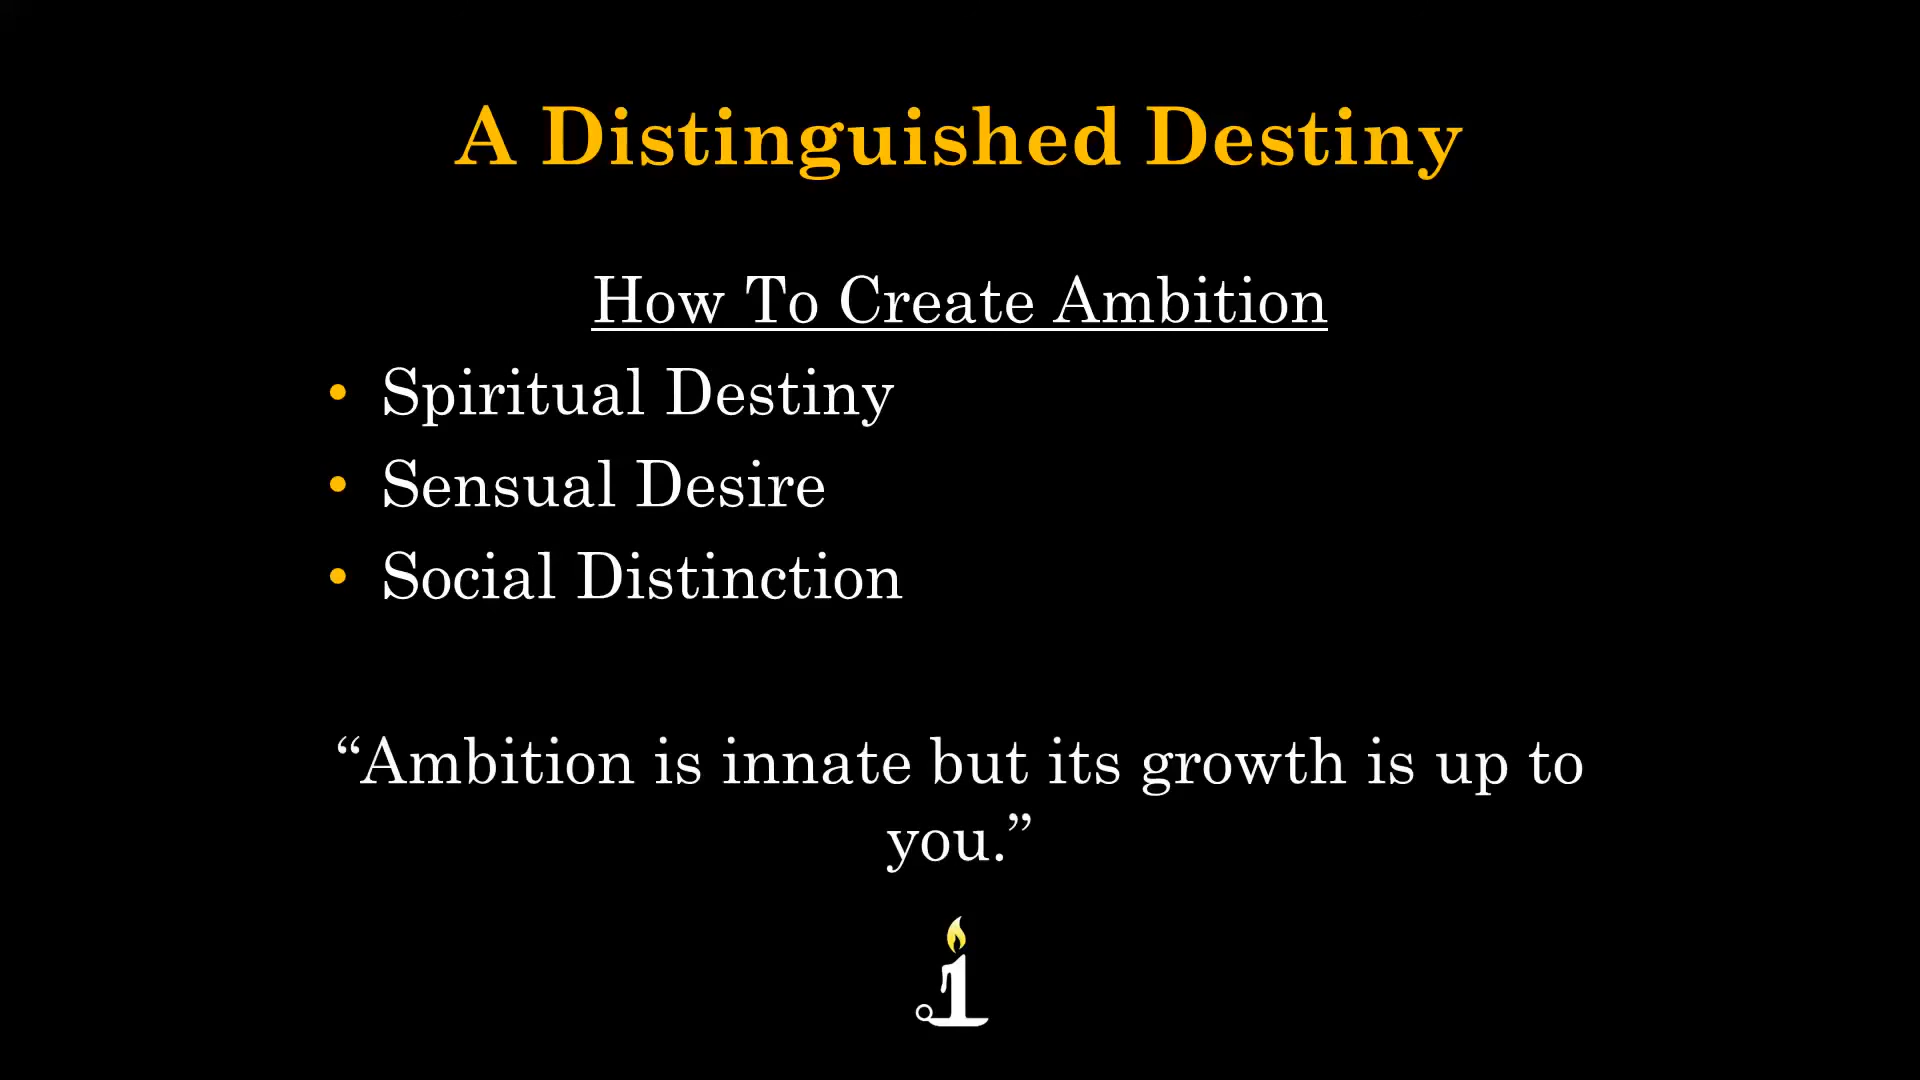 A Distinguished Destiny
How To Create Ambition
• Spiritual Destiny
• Sensual Desire
• Social Distinction
“Ambition is innate but its growth is up to
you.”